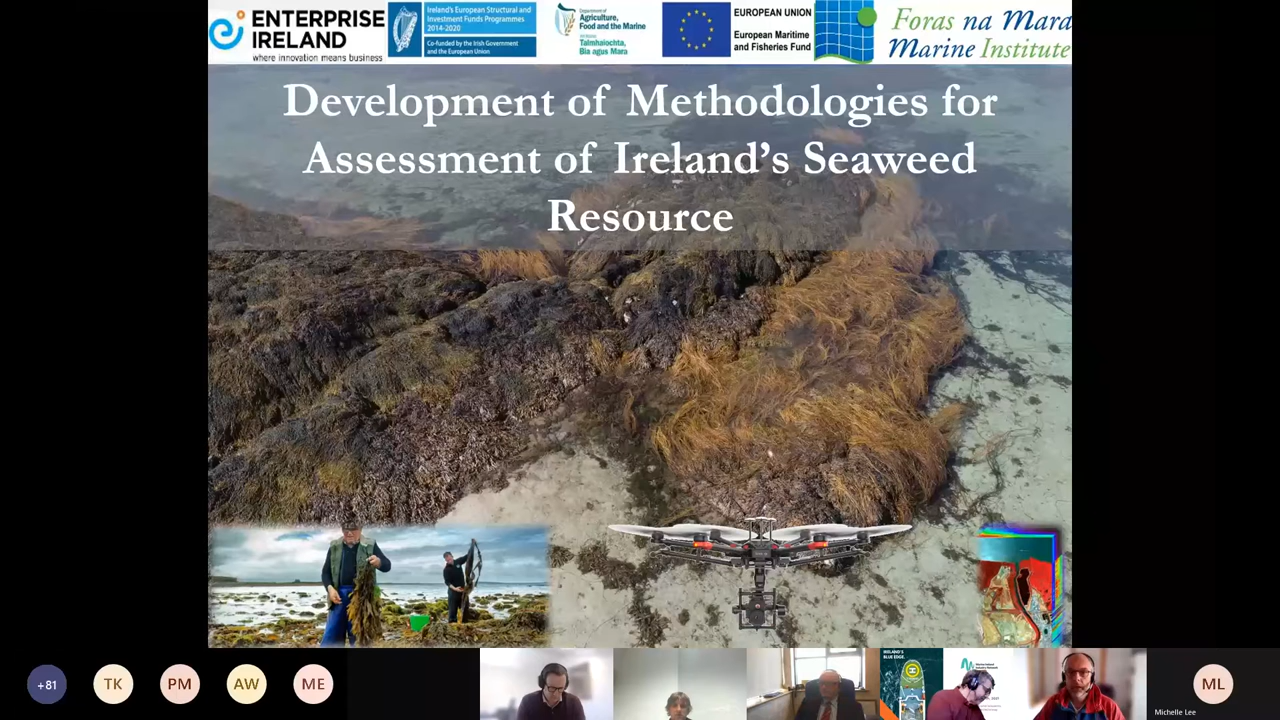 ENTERPRISE
IRELAND
where innovation means business
Ireland's European Structural and
Investment Funds Programmes
2014-2020
Co-funded by the Irish Government
and the European Union
Department of
Agriculture,
Food and the Marine
Talmhaíochta,
Bia agus Mara
EUROPEAN UNION
European Maritime
and Fisheries Fund
Foras na Mara
Marine Institute
Development of Methodologies for
Assessment of Ireland's Seaweed
Resource
+81
TK
PM
AW
ME
IRELAND'S
BLUE EDGE.
ML
Michelle Lee